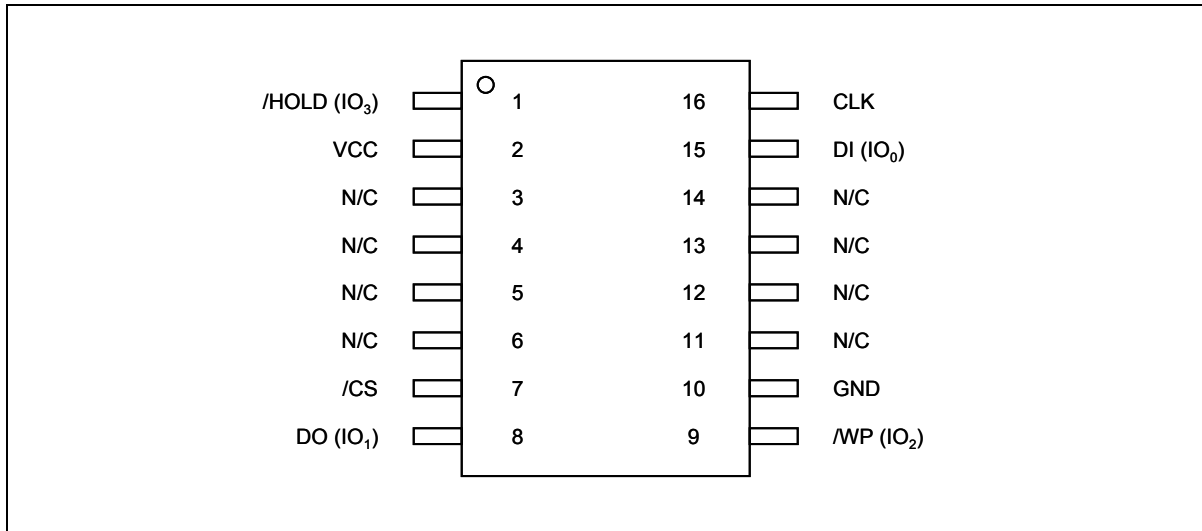 /HOLD (IO₃) 1 16 CLK
VCC 2 15 DI (IO₀)
N/C 3 14 N/C
N/C 4 13 N/C
N/C 5 12 N/C
N/C 6 11 N/C
/CS 7 10 GND
DO (IO₁) 8 9 /WP (IO₂)